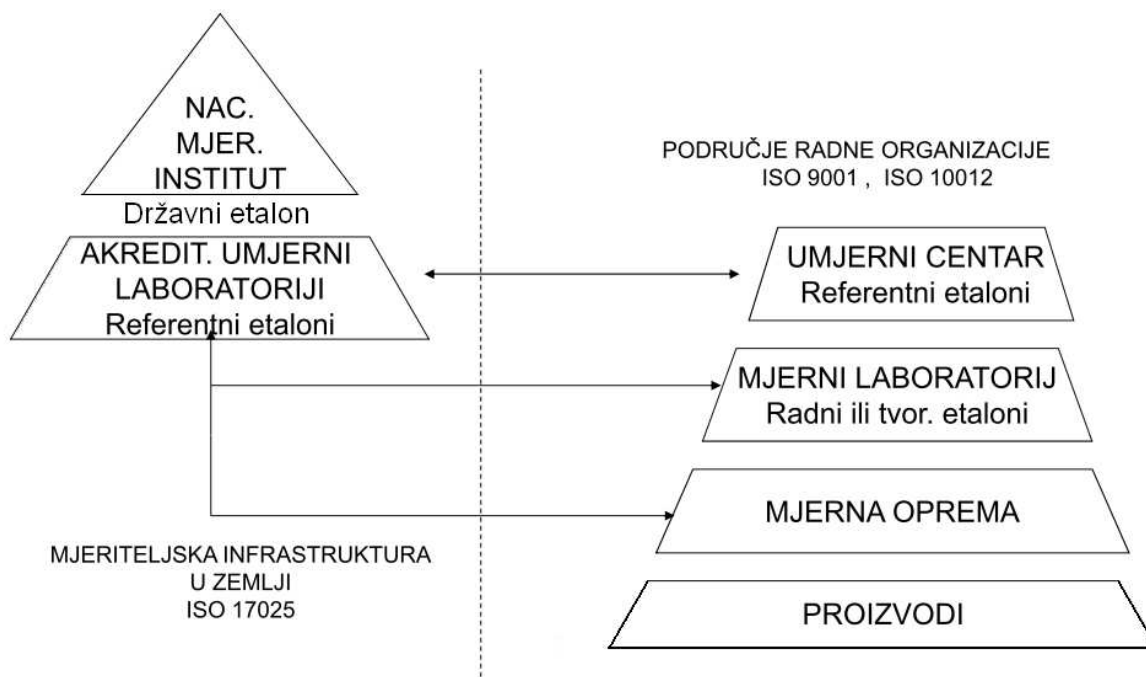 NAC.
MJER.
INSTITUT
Državni etalon
AKREDIT. UMJERNI
LABORATORIJI
Referentni etaloni
MJERITELJSKA INFRASTRUKTURA
U ZEMLJI
ISO 17025
PODRUČJE RADNE ORGANIZACIJE
ISO 9001 , ISO 10012
UMJERNI CENTAR
Referentni etaloni
MJERNI LABORATORIJ
Radni ili tvor. etaloni
MJERNA OPREMA
PROIZVODI